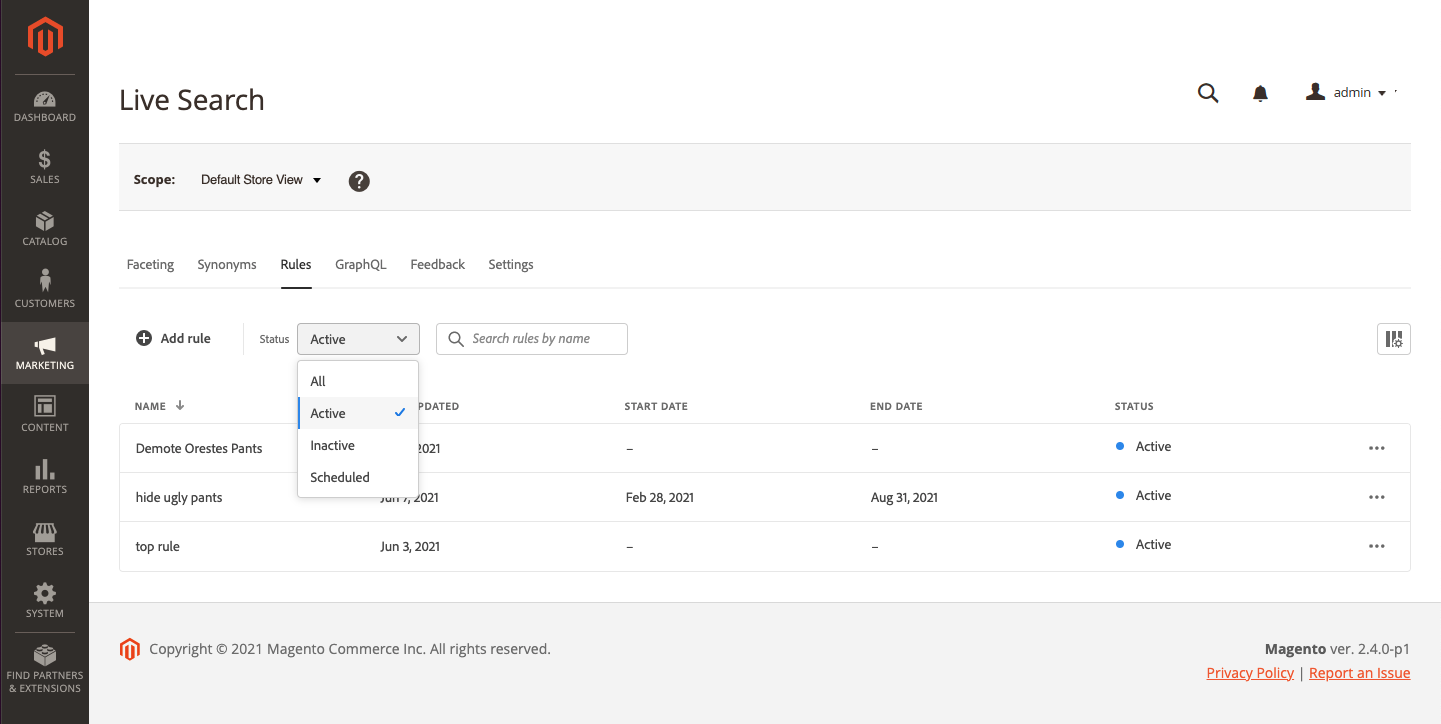 Live Search
admin
DASHBOARD
SALES
CATALOG
CUSTOMERS
MARKETING
CONTENT
REPORTS
STORES
SYSTEM
FIND PARTNERS
& EXTENSIONS
Scope: Default Store View ?
Faceting Synonyms Rules GraphQL Feedback Settings
Add rule Status Active Search rules by name
All
Active
Inactive
Scheduled
NAME PDATED START DATE END DATE STATUS
Demote Orestes Pants 2021 – – Active
hide ugly pants Jun 7, 2021 Feb 28, 2021 Aug 31, 2021 Active
top rule Jun 3, 2021 – – Active
Copyright © 2021 Magento Commerce Inc. All rights reserved.
Magento ver. 2.4.0-p1
Privacy Policy | Report an Issue